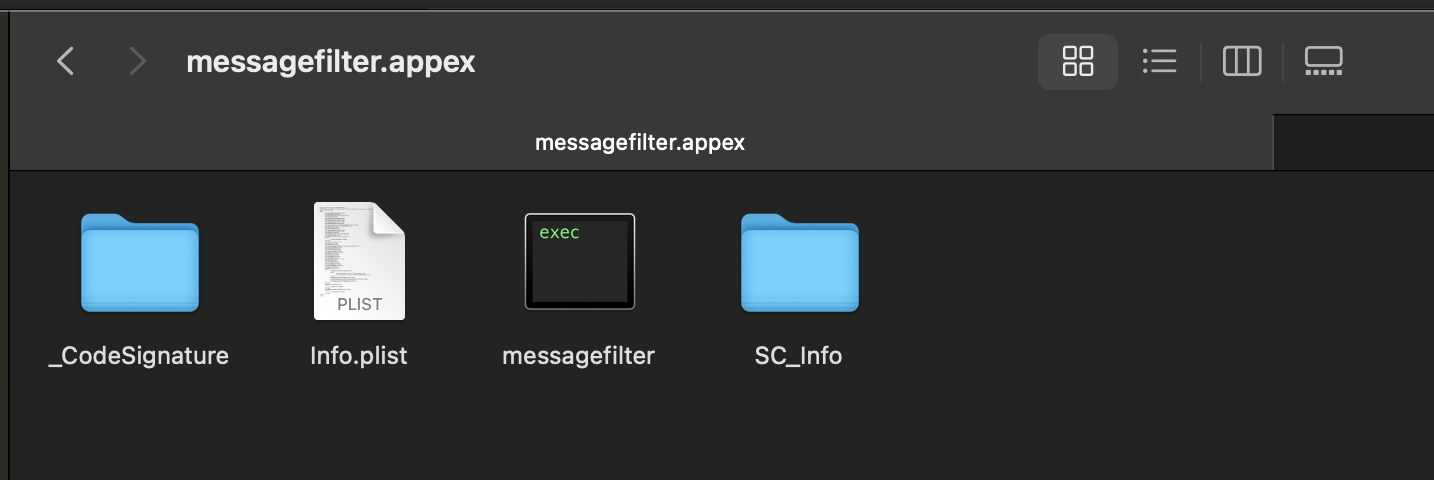 messagefilter.appex
messagefilter.appex
exec
PLIST
_CodeSignature
Info.plist
messagefilter
SC_Info